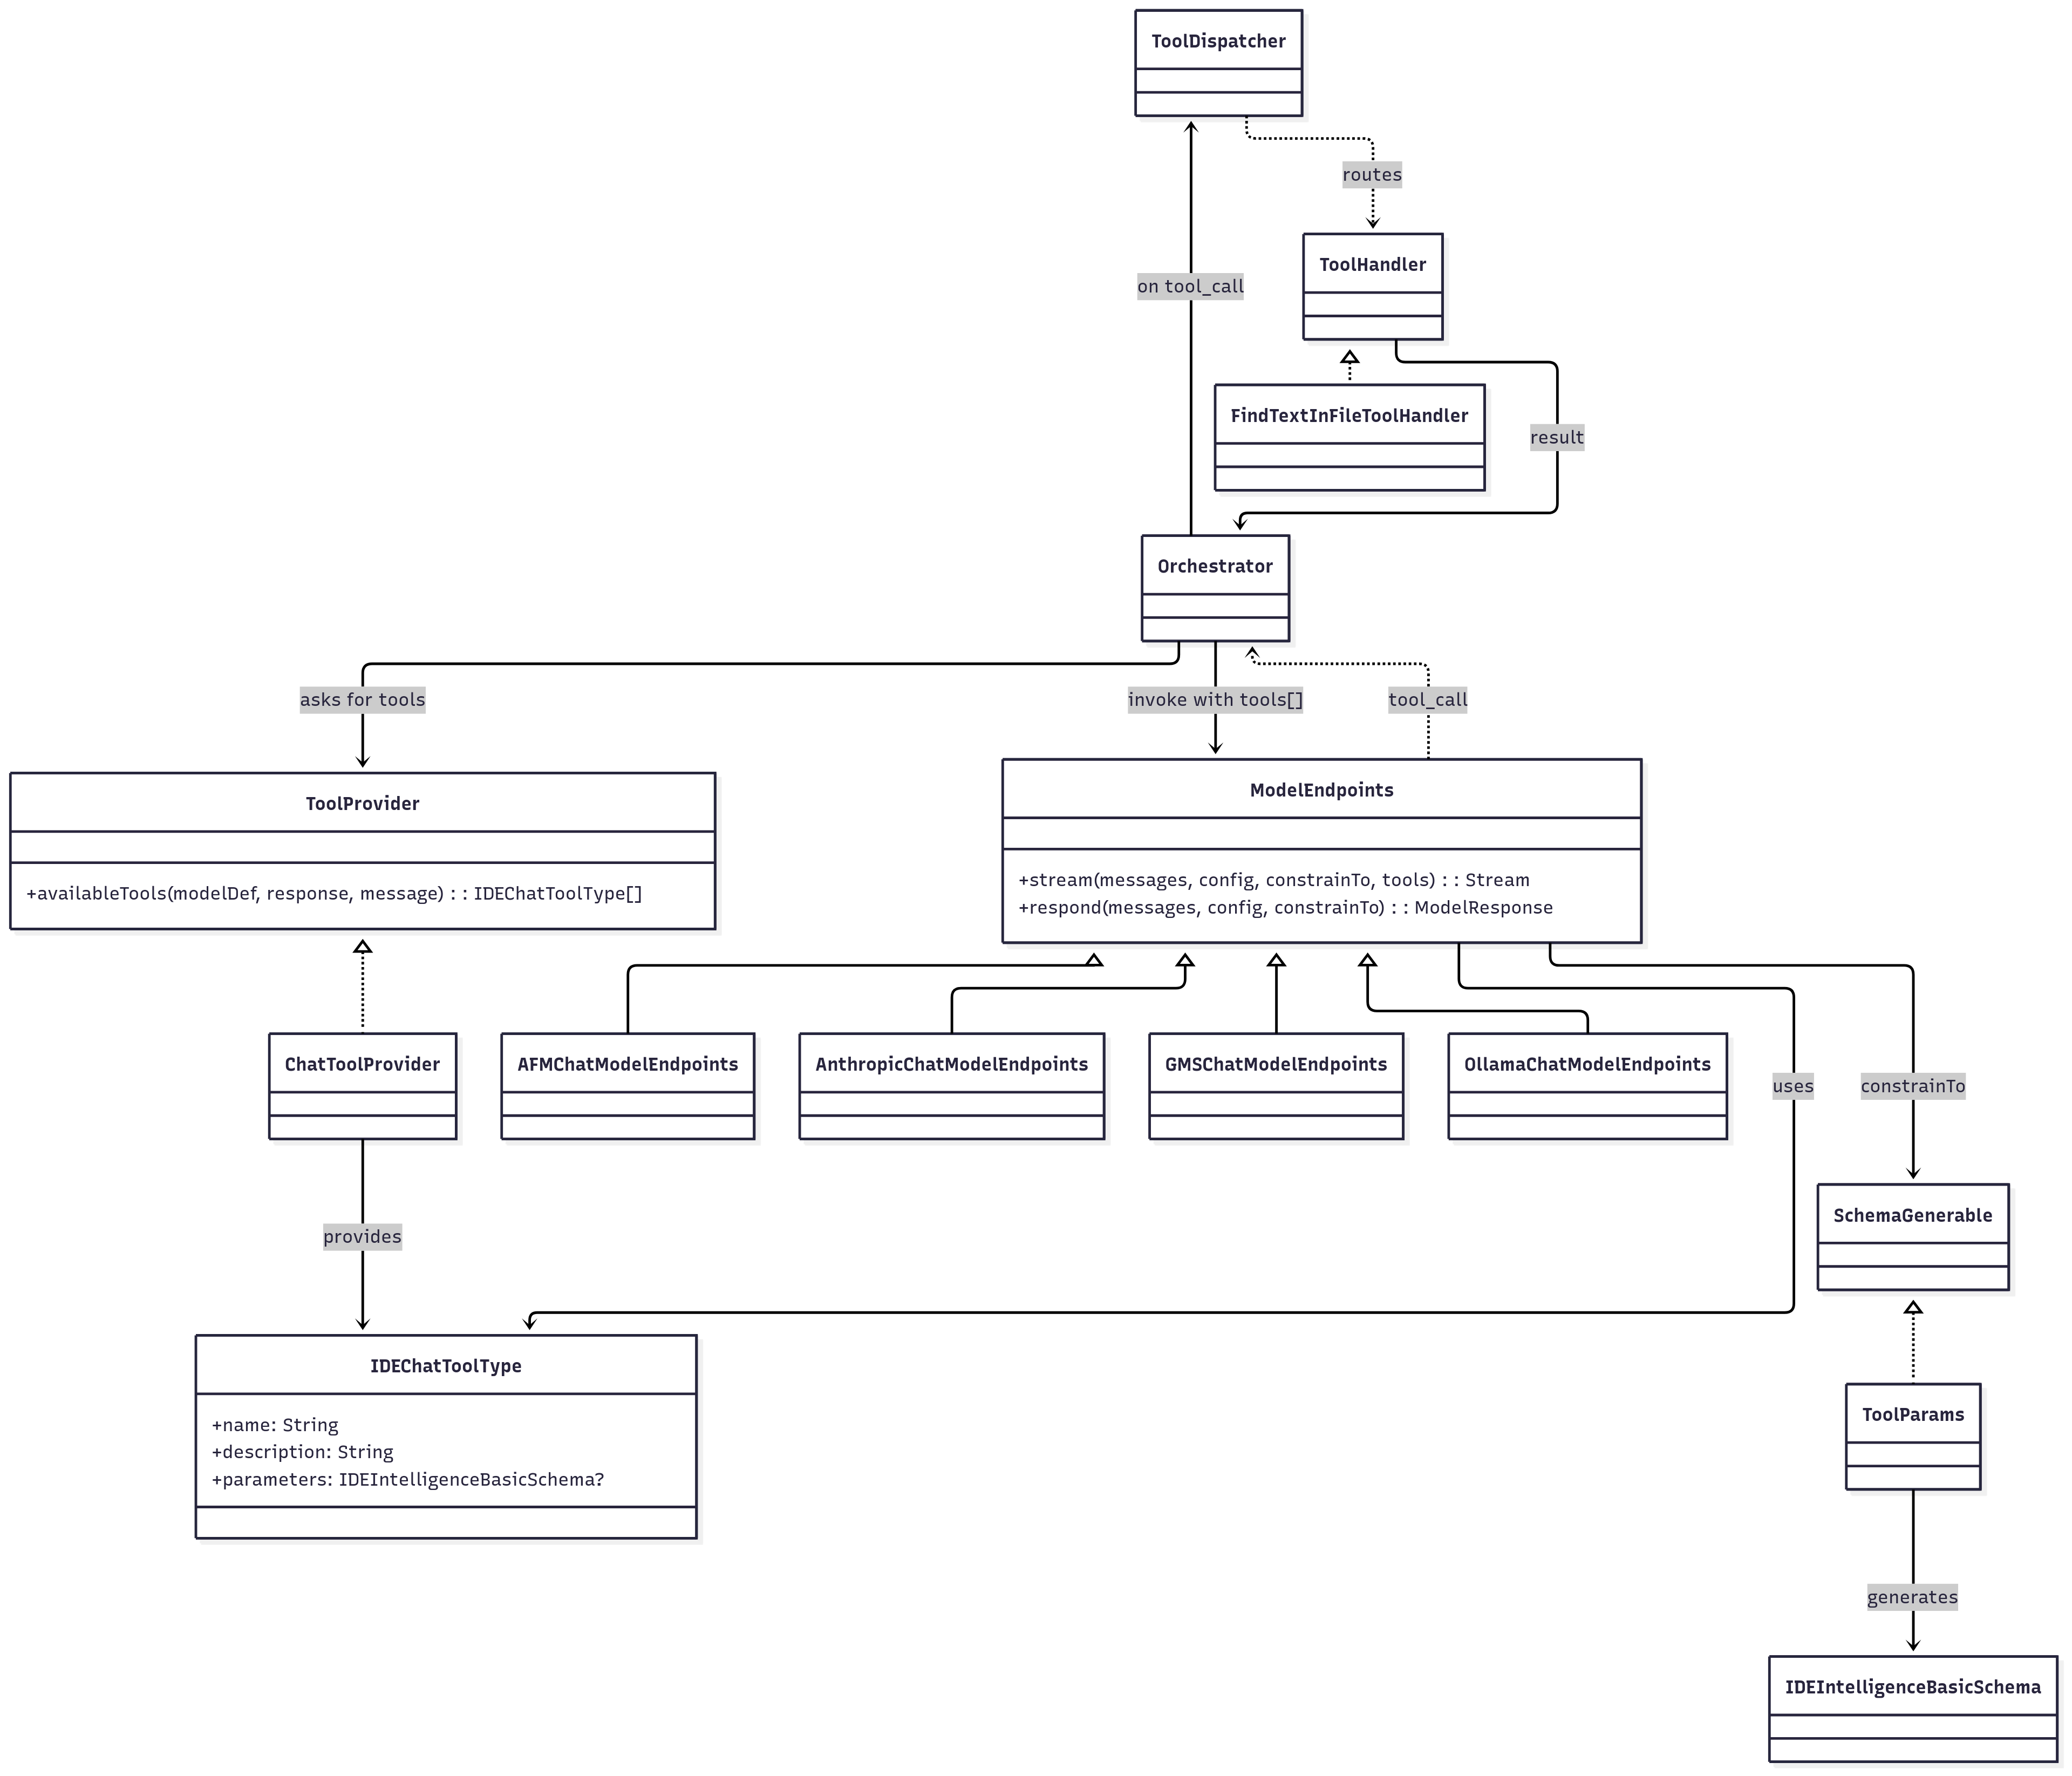 ToolDispatcher
routes
ToolHandler
on tool_call
FindTextInFileToolHandler
result
Orchestrator
asks for tools
invoke with tools[]
tool_call
ToolProvider
+availableTools(modelDef, response, message) : : IDEChatToolType[]
ModelEndpoints
+stream(messages, config, constrainTo, tools) : : Stream
+respond(messages, config, constrainTo) : : ModelResponse
ChatToolProvider
AFMChatModelEndpoints
AnthropicChatModelEndpoints
GMSChatModelEndpoints
OllamaChatModelEndpoints
uses
constrainTo
provides
SchemaGenerable
IDEChatToolType
+name: String
+description: String
+parameters: IDEIntelligenceBasicSchema?
ToolParams
generates
IDEIntelligenceBasicSchema